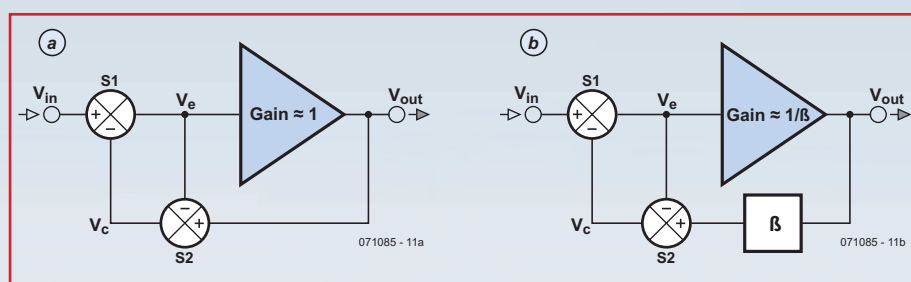 a
S1
Vin
+
−
Ve
Gain ≈ 1
Vout
−
+
Vc
S2
071085 - 11a
b
S1
Vin
+
−
Ve
Gain ≈ 1/ß
Vout
−
+
ß
Vc
S2
071085 - 11b